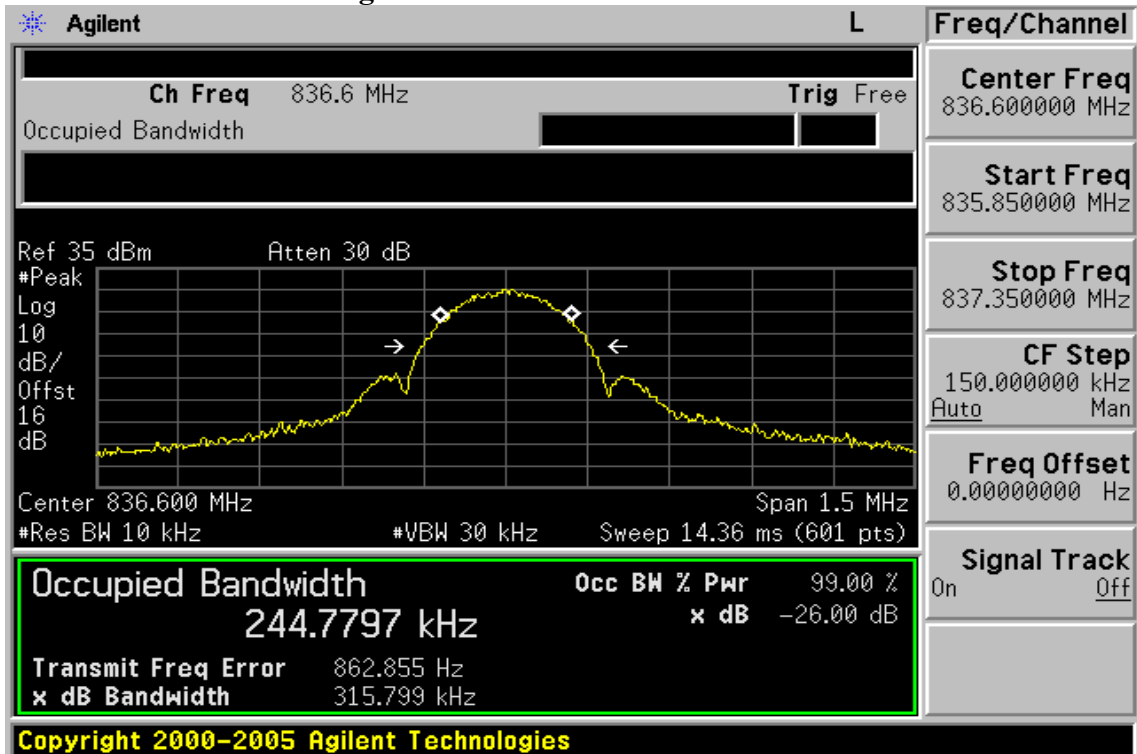 Agilent L Freq/Channel
Ch Freq 836.6 MHz Trig Free
Occupied Bandwidth
Center Freq
836.600000 MHz
Start Freq
835.850000 MHz
Stop Freq
837.350000 MHz
CF Step
150.000000 kHz
Auto Man
Freq Offset
0.00000000 Hz
Signal Track
On Off
Ref 35 dBm Atten 30 dB
#Peak
Log
10
dB/
Offst
16
dB
Center 836.600 MHz Span 1.5 MHz
#Res BW 10 kHz #VBW 30 kHz Sweep 14.36 ms (601 pts)
Occupied Bandwidth Occ BW % Pwr 99.00 %
244.7797 kHz x dB -26.00 dB
Transmit Freq Error 862.855 Hz
x dB Bandwidth 315.799 kHz
Copyright 2000-2005 Agilent Technologies